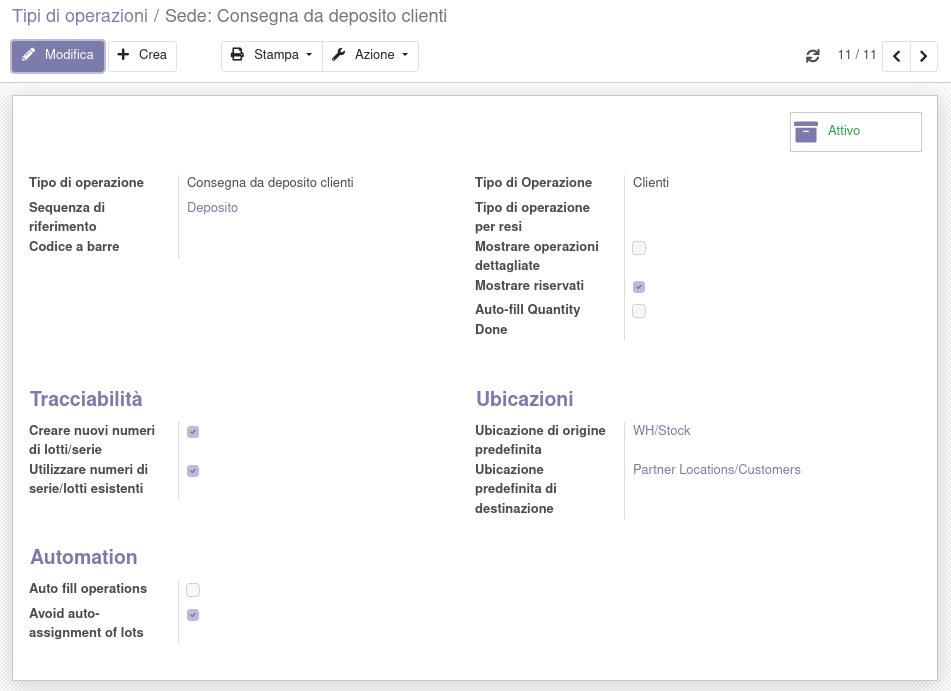 Tipi di operazioni / Sede: Consegna da deposito clienti
Modifica
Crea
Stampa
Azione
11 / 11
Attivo
Tipo di operazione
Consegna da deposito clienti
Sequenza di
riferimento
Deposito
Codice a barre
Tipo di Operazione
Clienti
Tipo di operazione
per resi
Mostrare operazioni
dettagliate
Mostrare riservati
Auto-fill Quantity
Done
Tracciabilità
Creare nuovi numeri
di lotti/serie
Utilizzare numeri di
serie/lotti esistenti
Ubicazioni
Ubicazione di origine
predefinita
WH/Stock
Ubicazione
predefinita di
destinazione
Partner Locations/Customers
Automation
Auto fill operations
Avoid auto-
assignment of lots